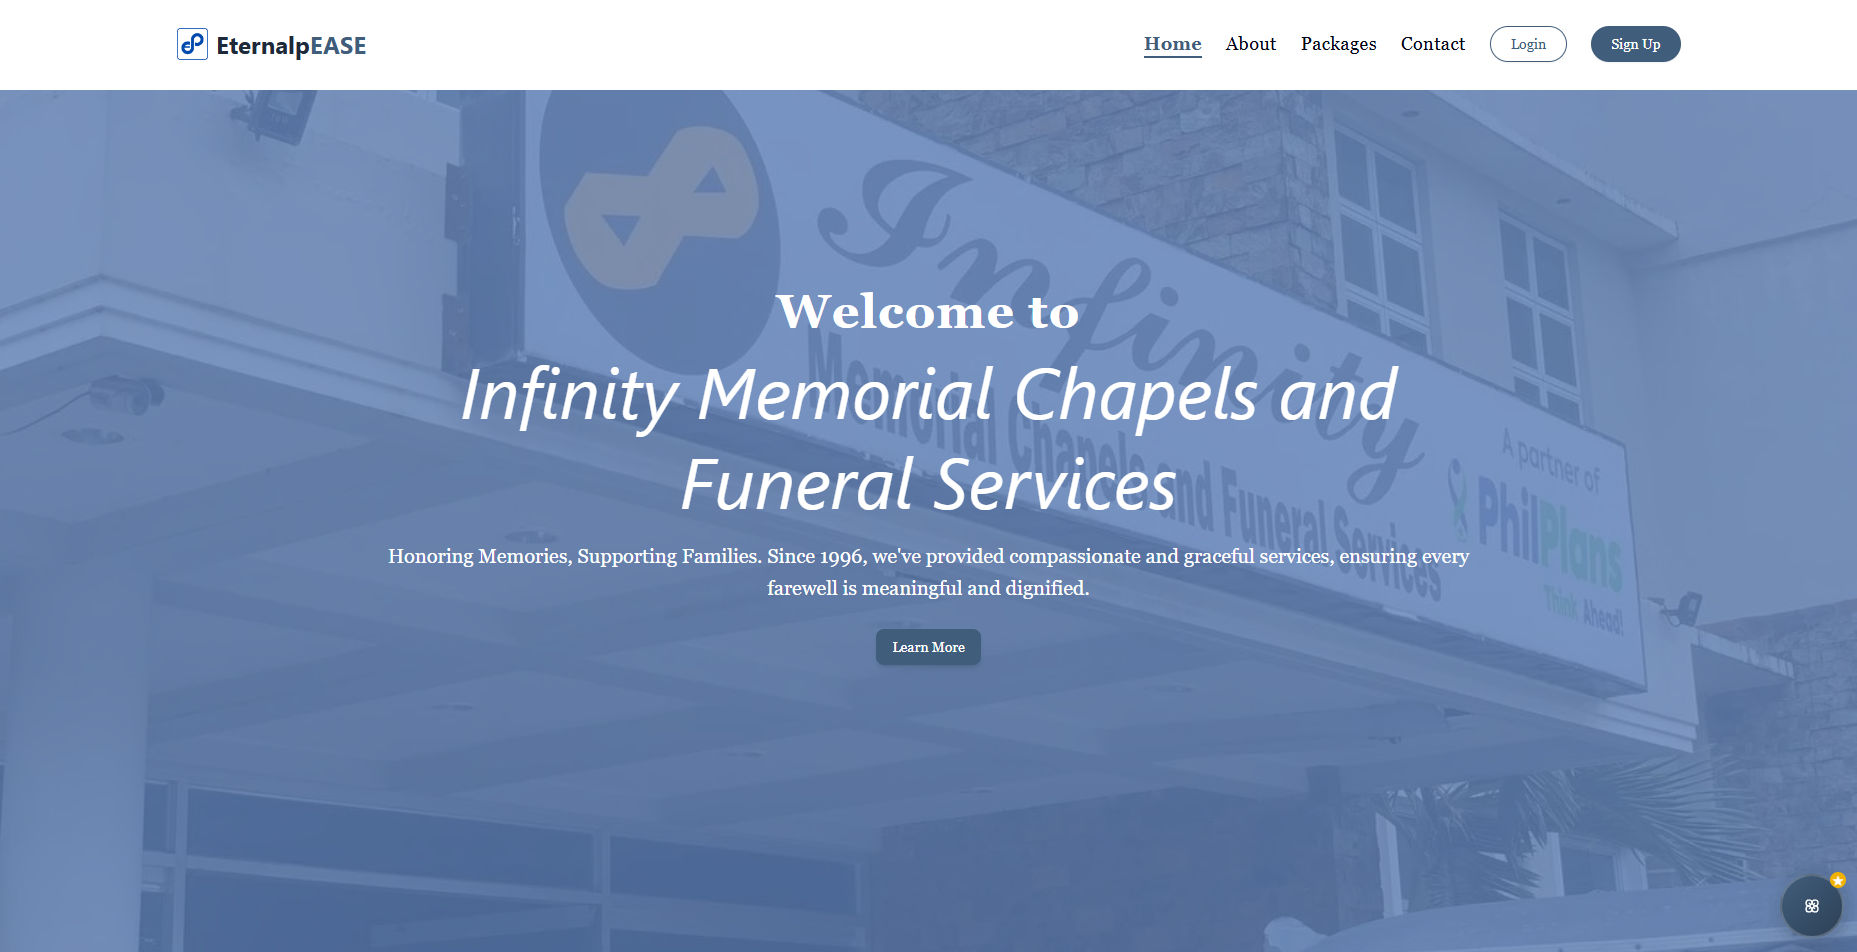 EternalpEASE
Home About Packages Contact Login Sign Up
Infinity
Memorial Chapels and Funeral Services
A partner of
PhilPlans
Think Ahead!
Welcome to
Infinity Memorial Chapels and
Funeral Services
Honoring Memories, Supporting Families. Since 1996, we've provided compassionate and graceful services, ensuring every
farewell is meaningful and dignified.
Learn More